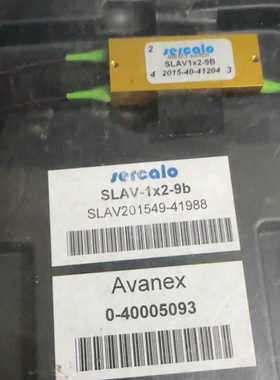 2
sercalo
SLAV1x2-9B
4 2015-40-41204 3
sercalo
SLAV-1x2-9b
SLAV201549-41988
Avanex
0-40005093